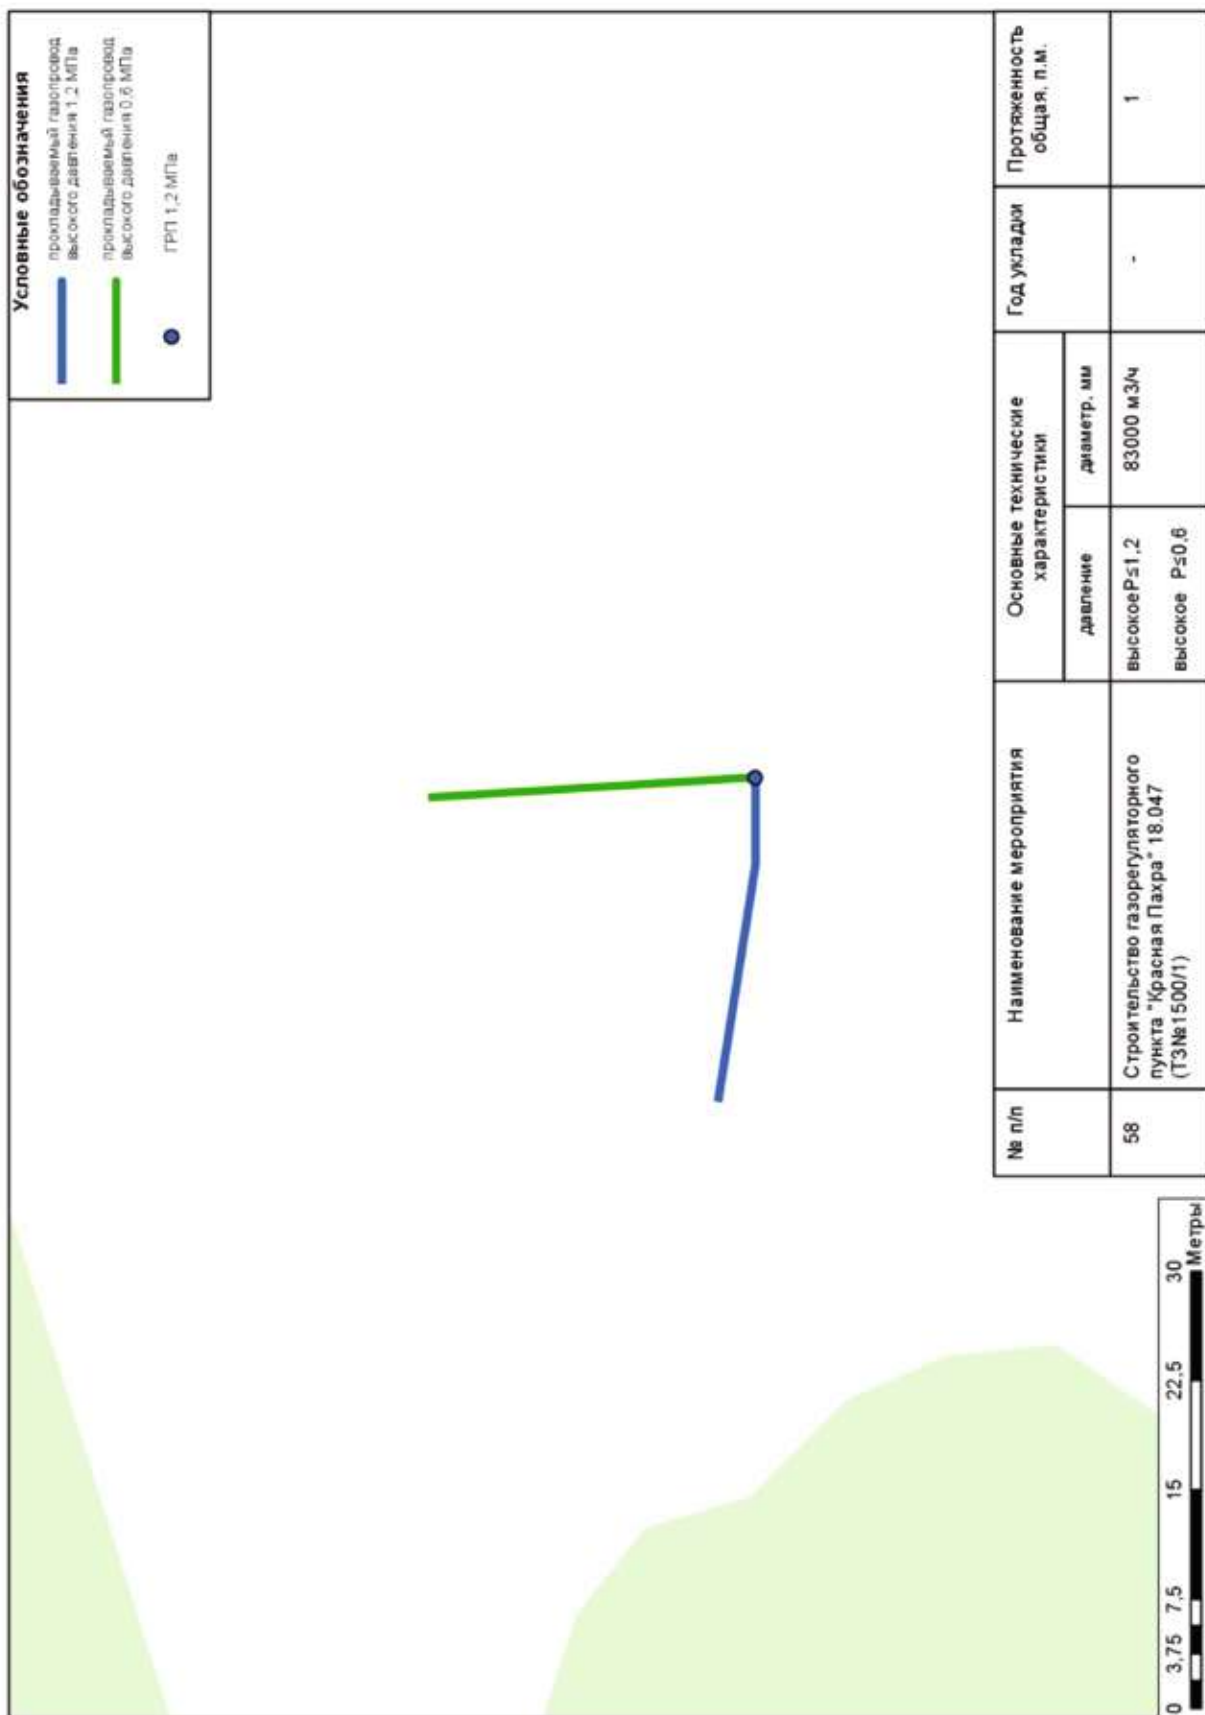 Условные обозначения
прокладываемый газопровод
высокого давления 1,2 МПа
прокладываемый газопровод
высокого давления 0,6 МПа
ГРП 1,2 МПа
№ п/п
Наименование мероприятия
Основные технические
характеристики
давление
диаметр, мм
Год укладки
Протяженность
общая, п.м.
58
Строительство газорегуляторного
пункта "Красная Пахра" 18.047
(ТЗ№1500/1)
высокоеP≤1,2
высокое P≤0,6
83000 м3/ч
-
1
0 3,75 7,5 15 22,5 30
Метры